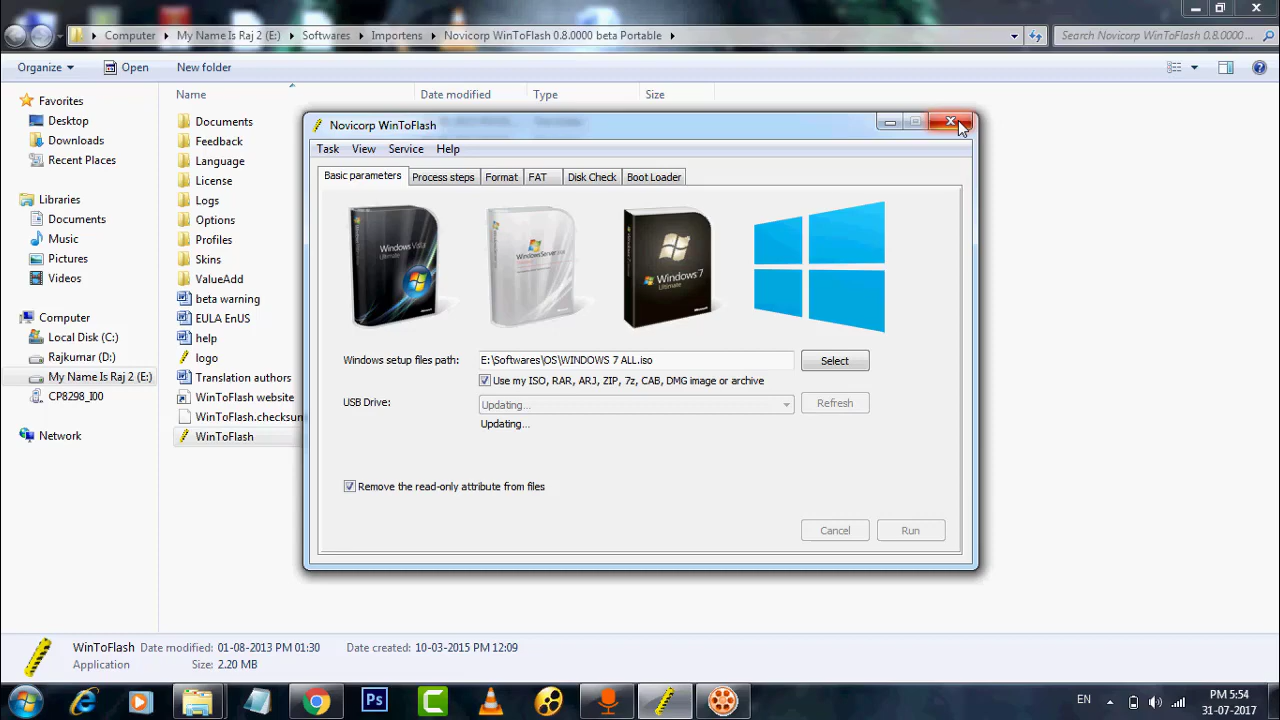 Computer My Name Is Raj 2 (E:) Softwares Importens Novicorp WinToFlash 0.8.0000 beta Portable
Search Novicorp WinToFlash 0.8.0000 ...
Organize Open New folder
Name Date modified Type Size
Favorites
Desktop
Downloads
Recent Places
Libraries
Documents
Music
Pictures
Videos
Computer
Local Disk (C:)
Rajkumar (D:)
My Name Is Raj 2 (E:)
CP8298_I00
Network
Documents
Feedback
Language
License
Logs
Options
Profiles
Skins
ValueAdd
beta warning
EULA EnUS
help
logo
Translation authors
WinToFlash website
WinToFlash.checksum
WinToFlash
Novicorp WinToFlash
Task View Service Help
Basic parameters Process steps Format FAT Disk Check Boot Loader
Windows Vista
Ultimate
Windows Server
Windows 7
Ultimate
Windows setup files path: E:\Softwares\OS\WINDOWS 7 ALL.iso Select
Use my ISO, RAR, ARJ, ZIP, 7z, CAB, DMG image or archive
USB Drive: Updating... Refresh
Updating...
Remove the read-only attribute from files
Cancel Run
WinToFlash Date modified: 01-08-2013 PM 01:30 Date created: 10-03-2015 PM 12:09
Application Size: 2.20 MB
Ps
EN
PM 5:54
31-07-2017